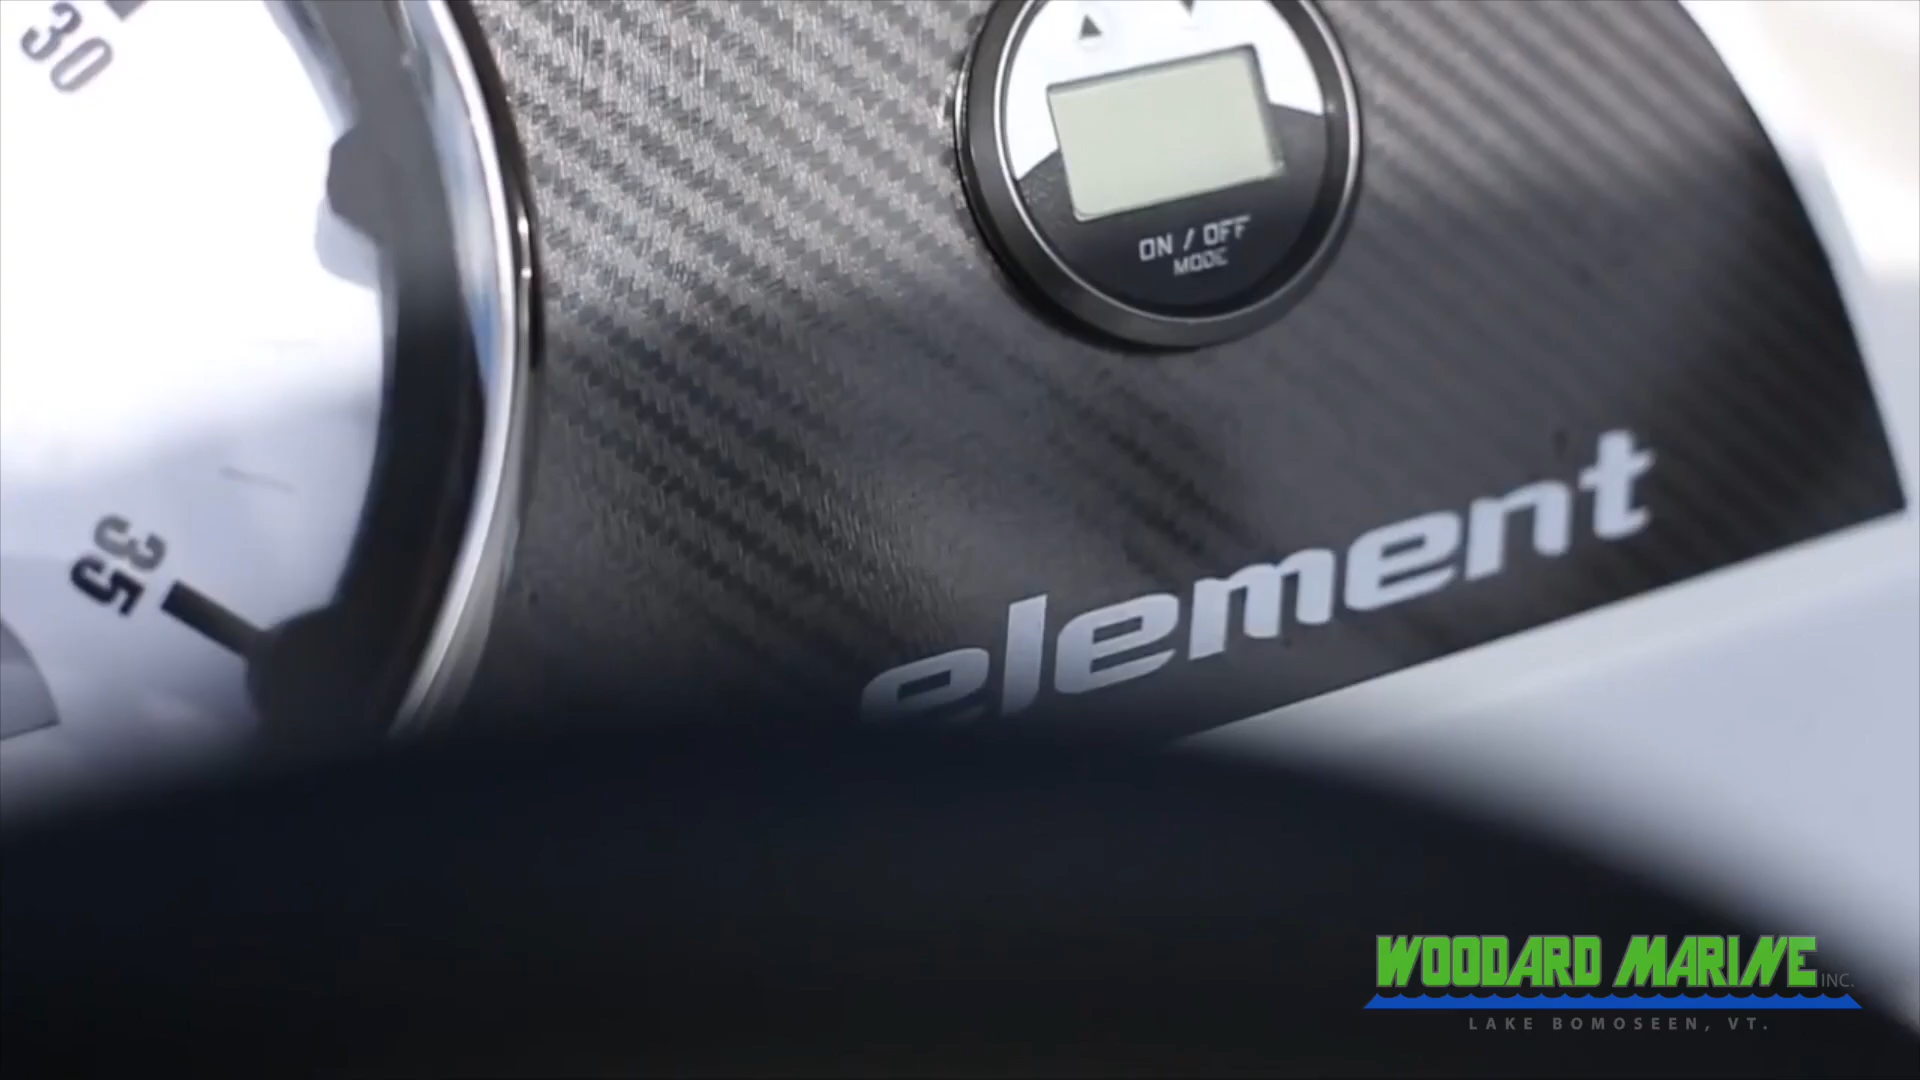 30
35
ON / OFF
MODE
element
WOODARD MARINE INC.
LAKE BOMOSEEN, VT.